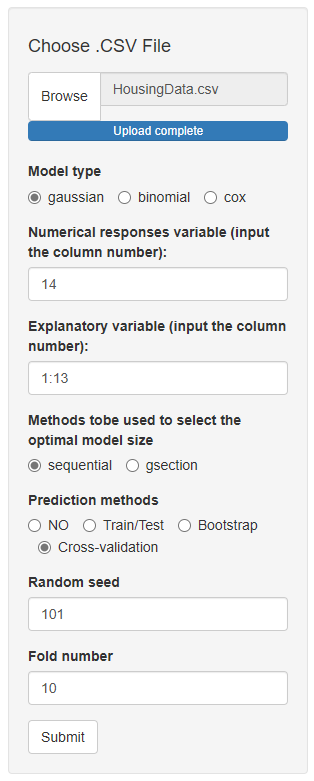 Choose .CSV File
Browse HousingData.csv
Upload complete
Model type
gaussian binomial cox
Numerical responses variable (input
the column number):
14
Explanatory variable (input the column
number):
1:13
Methods tobe used to select the
optimal model size
sequential gsection
Prediction methods
NO Train/Test Bootstrap
Cross-validation
Random seed
101
Fold number
10
Submit